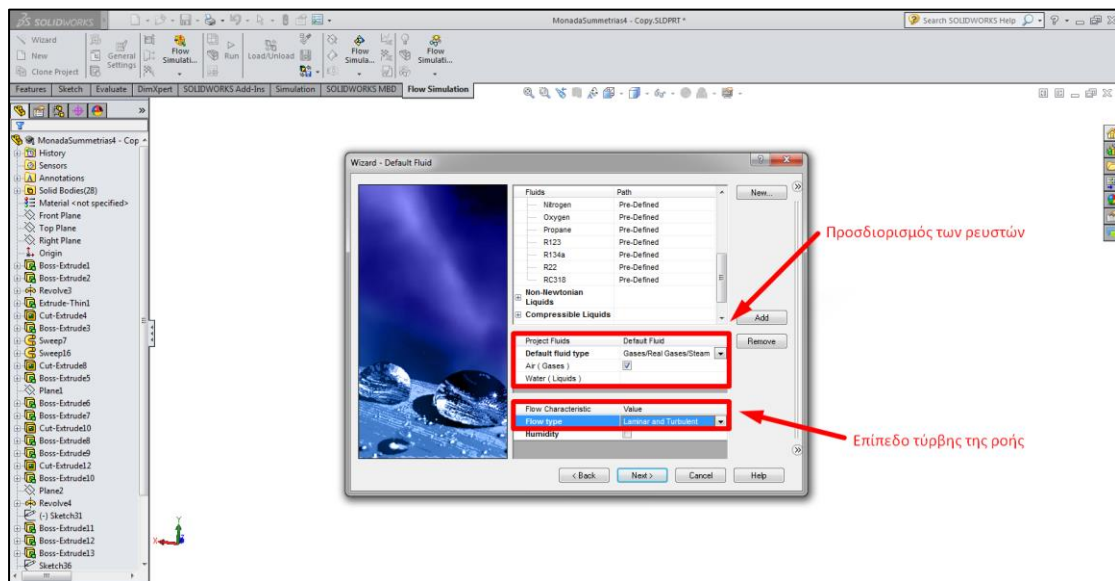 SOLIDWORKS
MonadaSummetrias4 - Copy.SLDPRT *
Search SOLIDWORKS Help
Wizard
New
Clone Project
General Settings
Flow Simulati...
Run
Load/Unload
Flow Simula...
Flow Simulati...
Features
Sketch
Evaluate
DimXpert
SOLIDWORKS Add-Ins
Simulation
SOLIDWORKS MBD
Flow Simulation
MonadaSummetrias4 - Cop
History
Sensors
Annotations
Solid Bodies(28)
Material <not specified>
Front Plane
Top Plane
Right Plane
Origin
Boss-Extrude1
Boss-Extrude2
Revolve3
Extrude-Thin1
Cut-Extrude4
Boss-Extrude3
Sweep7
Sweep16
Cut-Extrude8
Boss-Extrude5
Plane1
Boss-Extrude6
Boss-Extrude7
Cut-Extrude10
Boss-Extrude8
Boss-Extrude9
Cut-Extrude12
Boss-Extrude10
Plane2
Revolve4
(-) Sketch31
Boss-Extrude11
Boss-Extrude12
Boss-Extrude13
Sketch36
Wizard - Default Fluid
Fluids Path
Nitrogen Pre-Defined
Oxygen Pre-Defined
Propane Pre-Defined
R123 Pre-Defined
R134a Pre-Defined
R22 Pre-Defined
RC318 Pre-Defined
Non-Newtonian
Liquids
Compressible Liquids
New...
Add
Remove
Project Fluids Default Fluid
Default fluid type Gases/Real Gases/Steam
Air ( Gases )
Water ( Liquids )
Flow Characteristic Value
Flow type Laminar and Turbulent
Humidity
< Back
Next >
Cancel
Help
Προσδιορισμός των ρευστών
Επίπεδο τύρβης της ροής
Y
X